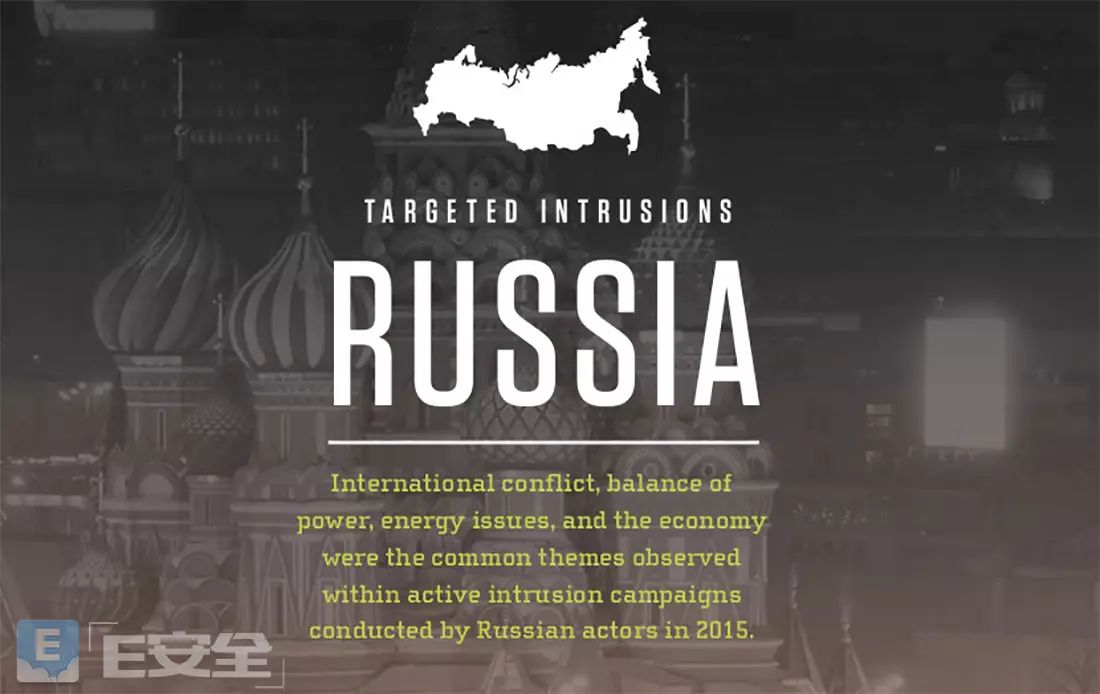 TARGETED INTRUSIONS
RUSSIA
International conflict, balance of
power, energy issues, and the economy
were the common themes observed
within active intrusion campaigns
conducted by Russian actors in 2015.
E
E安全